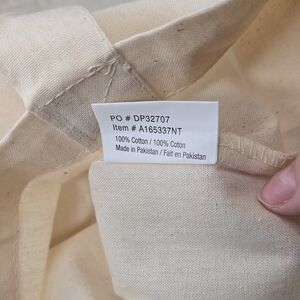 PO # DP32707
Item # A165337NT
100% Cotton / 100% Coton
Made in Pakistan / Fait en Pakistan